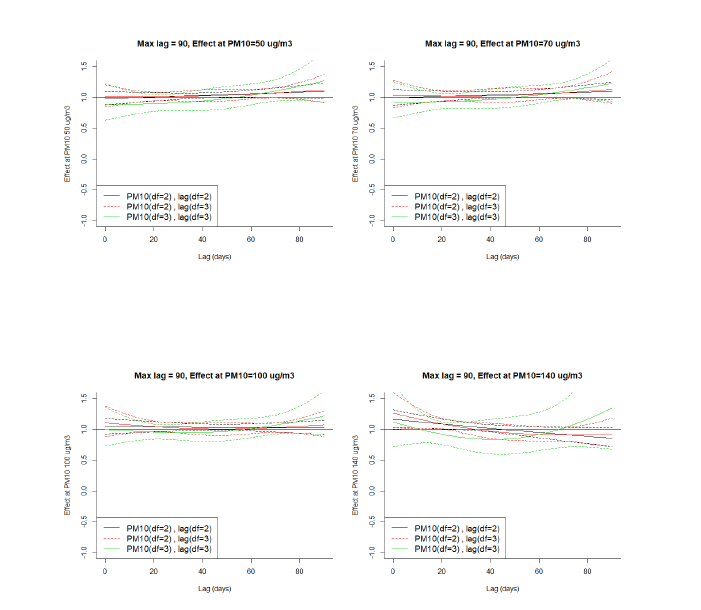 Max lag = 90, Effect at PM10=50 ug/m3
Effect at PM10 50 ug/m3
1.5
1.0
0.5
0.0
-0.5
-1.0
PM10(df=2) , lag(df=2)
PM10(df=2) , lag(df=3)
PM10(df=3) , lag(df=3)
0 20 40 60 80
Lag (days)
Max lag = 90, Effect at PM10=70 ug/m3
Effect at PM10 70 ug/m3
1.5
1.0
0.5
0.0
-0.5
-1.0
PM10(df=2) , lag(df=2)
PM10(df=2) , lag(df=3)
PM10(df=3) , lag(df=3)
0 20 40 60 80
Lag (days)
Max lag = 90, Effect at PM10=100 ug/m3
Effect at PM10 100 ug/m3
1.5
1.0
0.5
0.0
-0.5
-1.0
PM10(df=2) , lag(df=2)
PM10(df=2) , lag(df=3)
PM10(df=3) , lag(df=3)
0 20 40 60 80
Lag (days)
Max lag = 90, Effect at PM10=140 ug/m3
Effect at PM10 140 ug/m3
1.5
1.0
0.5
0.0
-0.5
-1.0
PM10(df=2) , lag(df=2)
PM10(df=2) , lag(df=3)
PM10(df=3) , lag(df=3)
0 20 40 60 80
Lag (days)